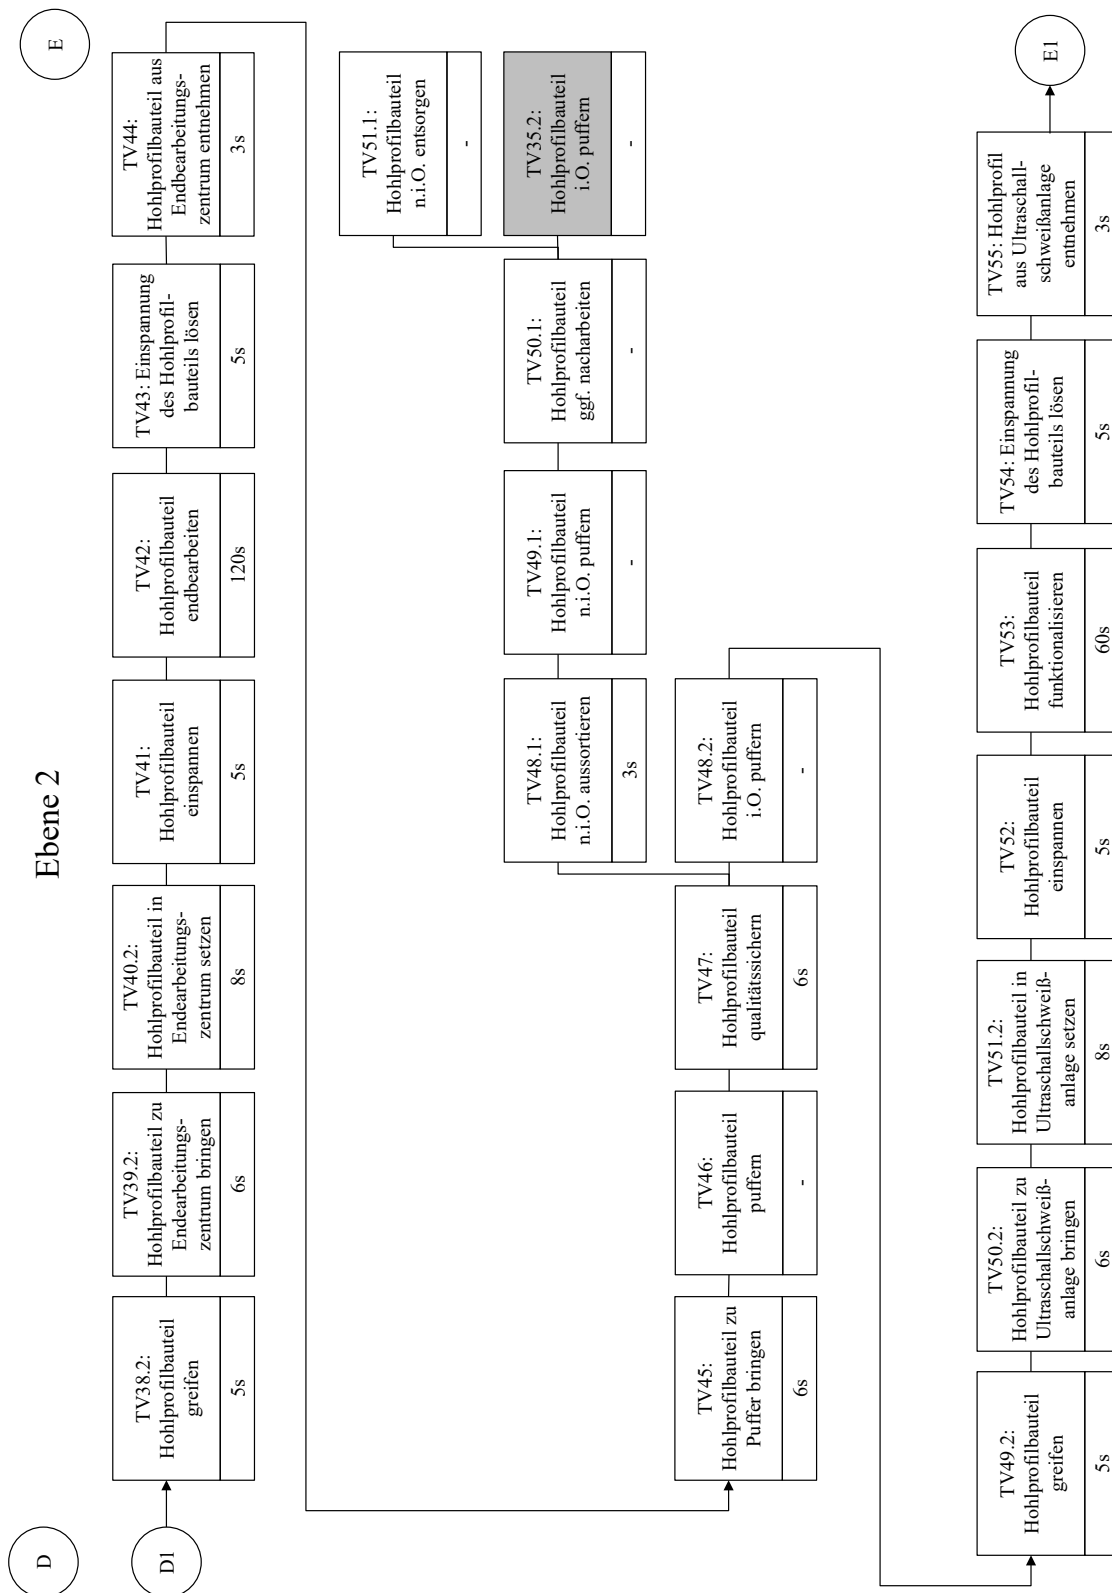 Ebene 2
D
E
D1
TV38.2:
Hohlprofilbauteil
greifen
5s
TV39.2:
Hohlprofilbauteil zu
Endearbeitungs-
zentrum bringen
6s
TV40.2:
Hohlprofilbauteil in
Endearbeitungs-
zentrum setzen
8s
TV41:
Hohlprofilbauteil
einspannen
5s
TV42:
Hohlprofilbauteil
endbearbeiten
120s
TV43: Einspannung
des Hohlprofil-
bauteils lösen
5s
TV44:
Hohlprofilbauteil aus
Endbearbeitungs-
zentrum entnehmen
3s
TV51.1:
Hohlprofilbauteil
n.i.O. entsorgen
-
TV48.1:
Hohlprofilbauteil
n.i.O. aussortieren
3s
TV49.1:
Hohlprofilbauteil
n.i.O. puffern
-
TV50.1:
Hohlprofilbauteil
ggf. nacharbeiten
-
TV35.2:
Hohlprofilbauteil
i.O. puffern
-
TV45:
Hohlprofilbauteil zu
Puffer bringen
6s
TV46:
Hohlprofilbauteil
puffern
-
TV47:
Hohlprofilbauteil
qualitätssichern
6s
TV48.2:
Hohlprofilbauteil
i.O. puffern
-
TV49.2:
Hohlprofilbauteil
greifen
5s
TV50.2:
Hohlprofilbauteil zu
Ultraschallschweiß-
anlage bringen
6s
TV51.2:
Hohlprofilbauteil in
Ultraschallschweiß-
anlage setzen
8s
TV52:
Hohlprofilbauteil
einspannen
5s
TV53:
Hohlprofilbauteil
funktionalisieren
60s
TV54: Einspannung
des Hohlprofil-
bauteils lösen
5s
TV55: Hohlprofil
aus Ultraschall-
schweißanlage
entnehmen
3s
E1